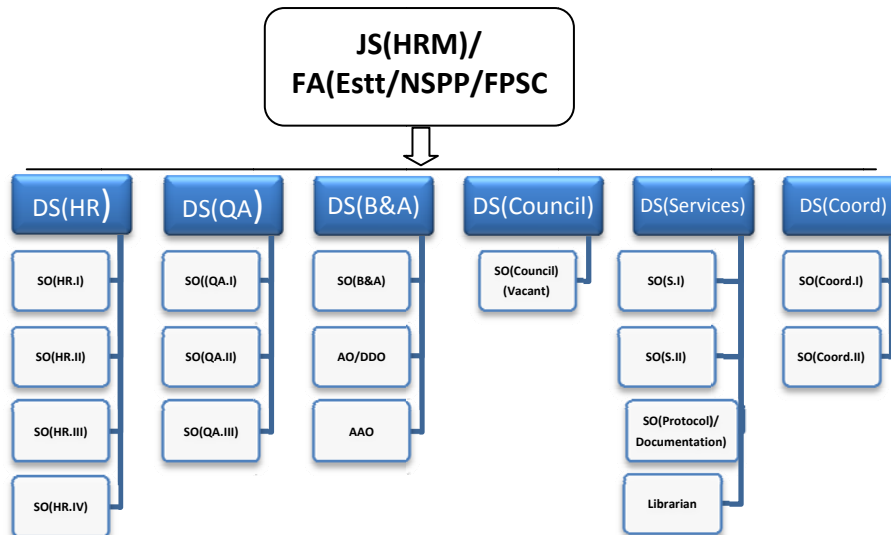 JS(HRM)/
FA(Estt/NSPP/FPSC
DS(HR)
DS(QA)
DS(B&A)
DS(Council)
DS(Services)
DS(Coord)
SO(HR.I)
SO((QA.I)
SO(B&A)
SO(Council)
(Vacant)
SO(S.I)
SO(Coord.I)
SO(HR.II)
SO(QA.II)
AO/DDO
SO(S.II)
SO(Coord.II)
SO(HR.III)
SO(QA.III)
AAO
SO(Protocol)/
Documentation)
SO(HR.IV)
Librarian